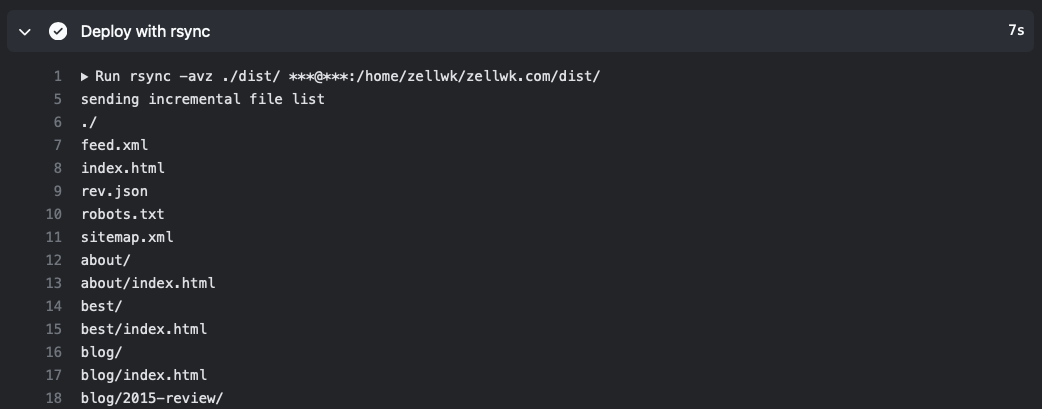 Deploy with rsync 7s
1 ▶ Run rsync -avz ./dist/ ***@***:/home/zellwk/zellwk.com/dist/
5 sending incremental file list
6 ./
7 feed.xml
8 index.html
9 rev.json
10 robots.txt
11 sitemap.xml
12 about/
13 about/index.html
14 best/
15 best/index.html
16 blog/
17 blog/index.html
18 blog/2015-review/